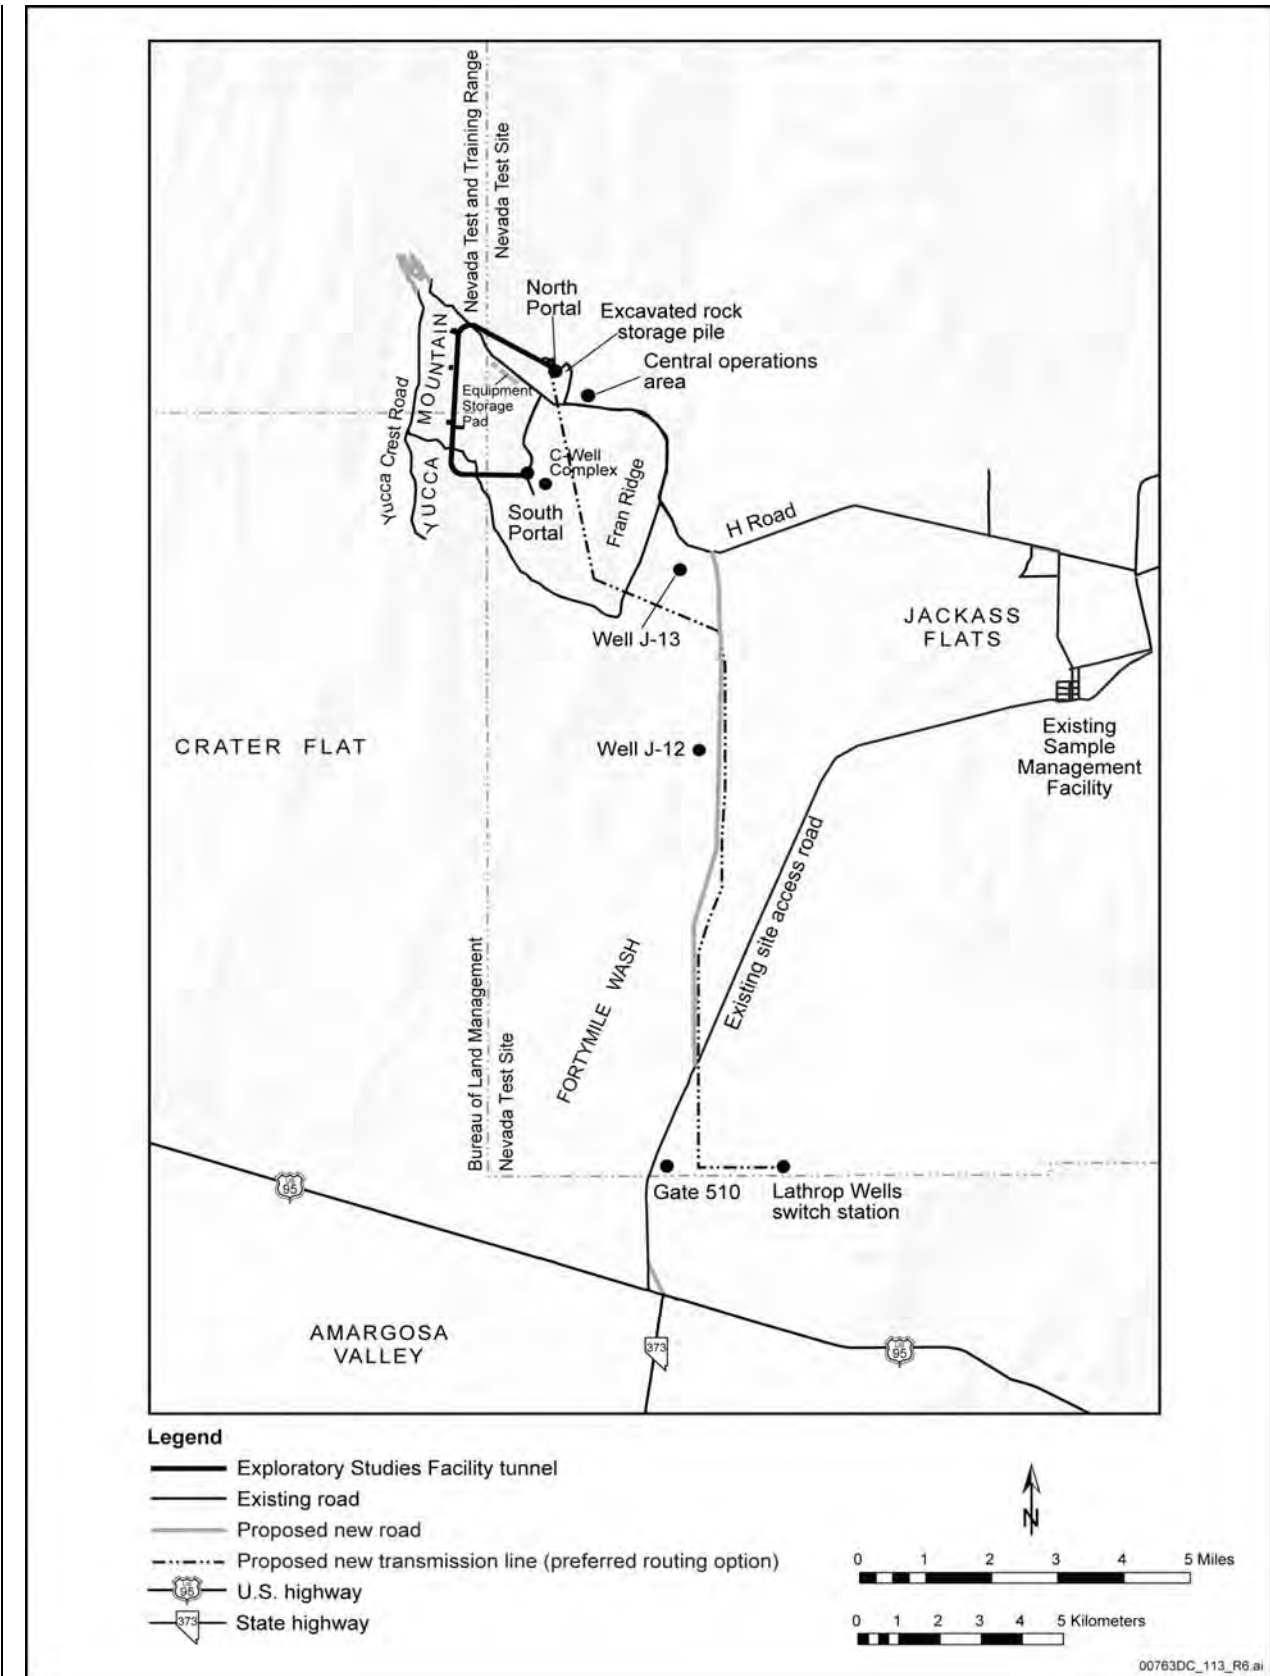 Nevada Test and Training Range
Nevada Test Site
North
Portal
Excavated rock
storage pile
Central operations
area
Yucca Crest Road
YUCCA MOUNTAIN
Equipment
Storage
Pad
C-Well
Complex
South
Portal
Fran Ridge
H Road
Well J-13
JACKASS
FLATS
CRATER FLAT
Well J-12
Existing
Sample
Management
Facility
Existing site access road
FORTYMILE WASH
Bureau of Land Management
Nevada Test Site
Gate 510
Lathrop Wells
switch station
US
95
AMARGOSA
VALLEY
373
US
95
Legend
Exploratory Studies Facility tunnel
Existing road
Proposed new road
Proposed new transmission line (preferred routing option)
US
95
U.S. highway
373
State highway
N
0 1 2 3 4 5 Miles
0 1 2 3 4 5 Kilometers
00763DC_113_R6.ai